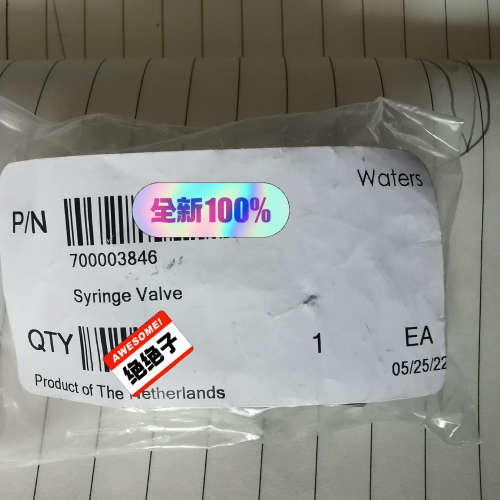 Waters
P/N
全新100%
700003846
Syringe Valve
QTY
1
EA
AWESOME!
绝绝子
05/25/22
Product of The Netherlands